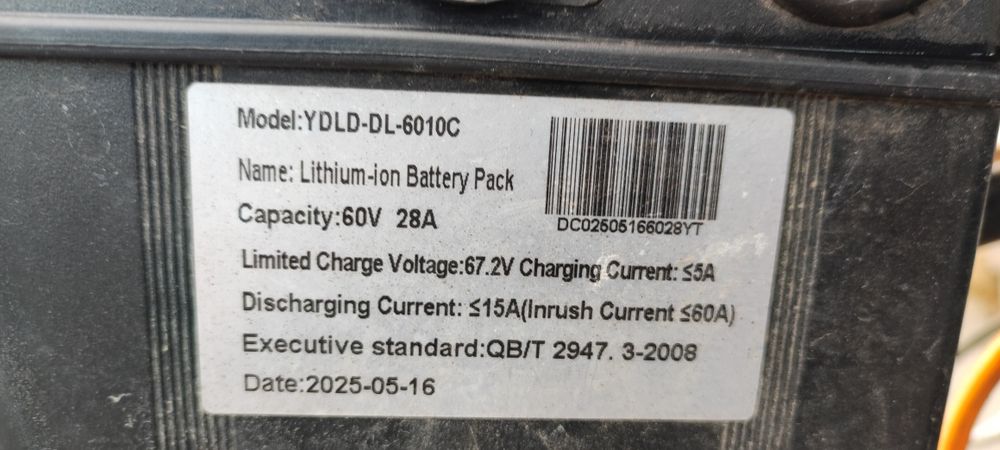 Model:YDLD-DL-6010C
Name: Lithium-ion Battery Pack
DC02505166028YT
Capacity:60V 28A
Limited Charge Voltage:67.2V Charging Current: ≤5A
Discharging Current: ≤15A(Inrush Current ≤60A)
Executive standard:QB/T 2947. 3-2008
Date:2025-05-16